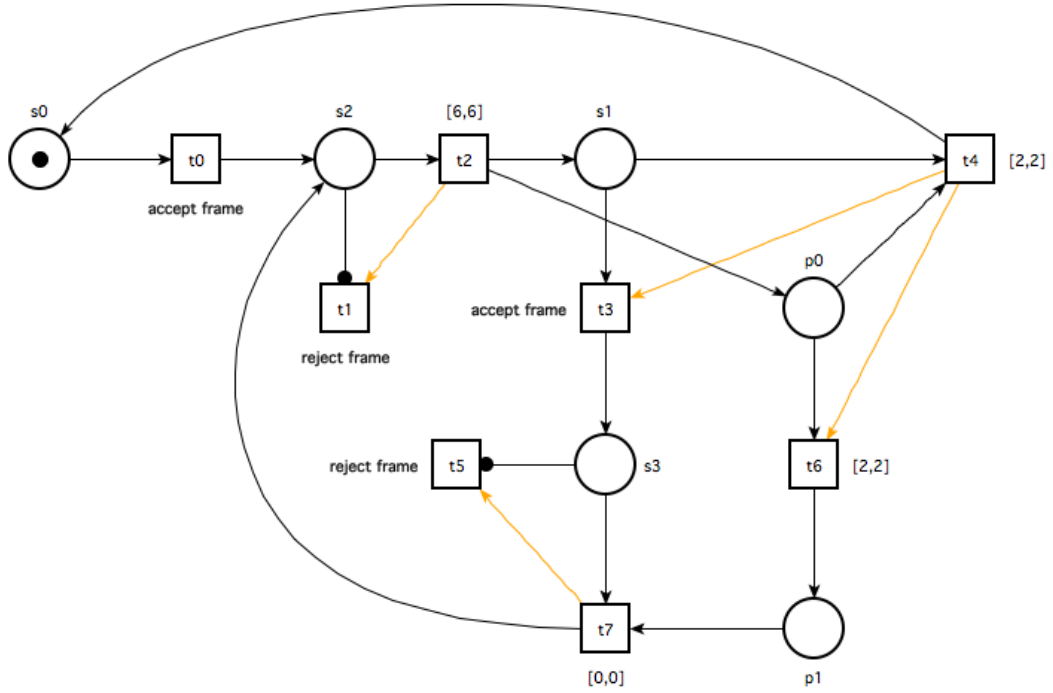 s0
s2
[6,6]
s1
t0
t2
t4
[2,2]
accept frame
p0
t1
accept frame
t3
reject frame
reject frame
t5
s3
t6
[2,2]
t7
[0,0]
p1